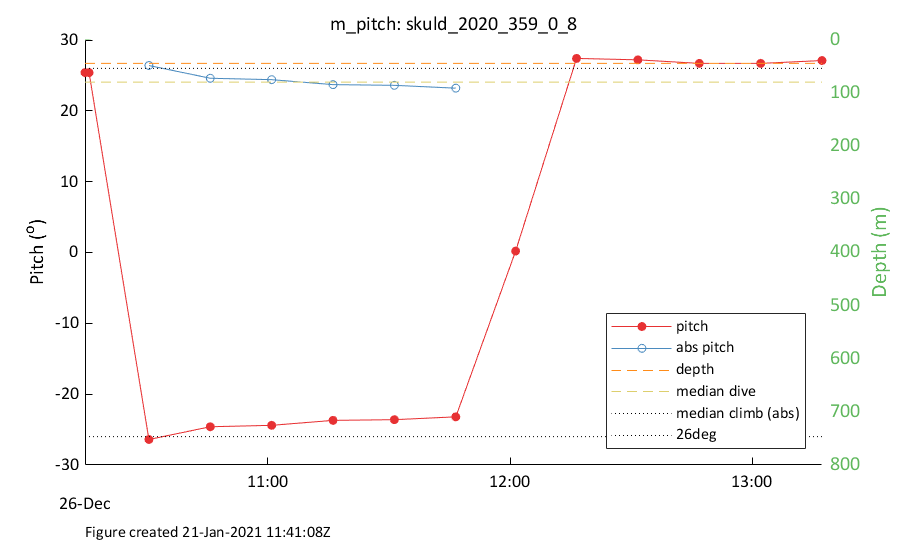 m_pitch: skuld_2020_359_0_8
30
20
10
0
-10
-20
-30
Pitch (º)
0
100
200
300
400
500
600
700
800
Depth (m)
pitch
abs pitch
depth
median dive
median climb (abs)
26deg
11:00
12:00
13:00
26-Dec
Figure created 21-Jan-2021 11:41:08Z